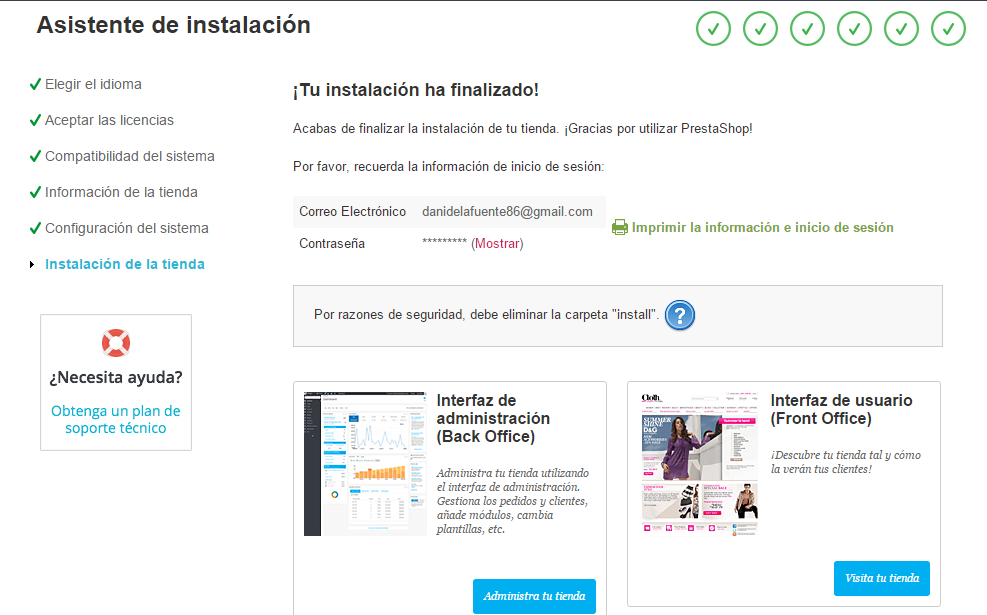 Asistente de instalación
Elegir el idioma
Aceptar las licencias
Compatibilidad del sistema
Información de la tienda
Configuración del sistema
Instalación de la tienda
¿Necesita ayuda?
Obtenga un plan de
soporte técnico
¡Tu instalación ha finalizado!
Acabas de finalizar la instalación de tu tienda. ¡Gracias por utilizar PrestaShop!
Por favor, recuerda la información de inicio de sesión:
Correo Electrónico danidelafuente86@gmail.com
Contraseña ********* (Mostrar)
Imprimir la información e inicio de sesión
Por razones de seguridad, debe eliminar la carpeta "install". ?
Interfaz de
administración
(Back Office)
Administra tu tienda utilizando
el interfaz de administración.
Gestiona los pedidos y clientes,
añade módulos, cambia
plantillas, etc.
Administra tu tienda
Cloth
SUMMER
SHINE
D&G
-25%
Interfaz de usuario
(Front Office)
¡Descubre tu tienda tal y cómo
la verán tus clientes!
Visita tu tienda